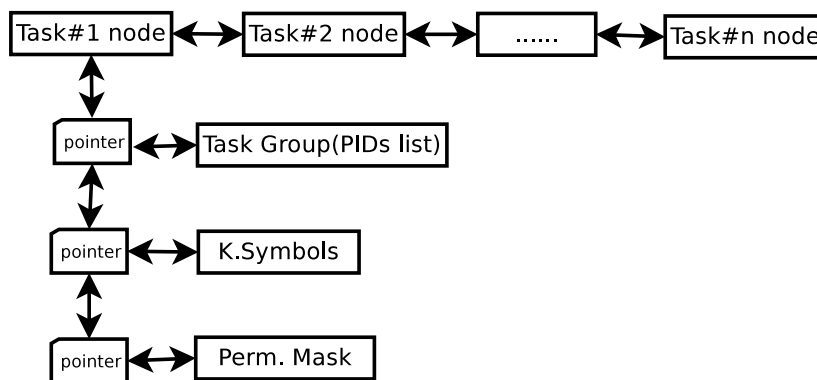 Task#1 node Task#2 node ...... Task#n node
pointer Task Group(PIDs list)
pointer K.Symbols
pointer Perm. Mask